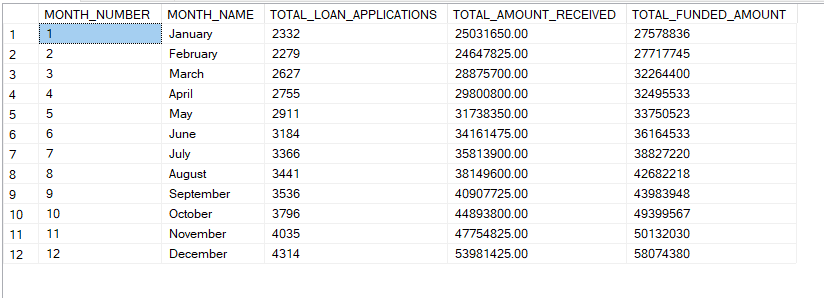 MONTH_NUMBER MONTH_NAME TOTAL_LOAN_APPLICATIONS TOTAL_AMOUNT_RECEIVED TOTAL_FUNDED_AMOUNT
1 1 January 2332 25031650.00 27578836
2 2 February 2279 24647825.00 27717745
3 3 March 2627 28875700.00 32264400
4 4 April 2755 29800800.00 32495533
5 5 May 2911 31738350.00 33750523
6 6 June 3184 34161475.00 36164533
7 7 July 3366 35813900.00 38827220
8 8 August 3441 38149600.00 42682218
9 9 September 3536 40907725.00 43983948
10 10 October 3796 44893800.00 49399567
11 11 November 4035 47754825.00 50132030
12 12 December 4314 53981425.00 58074380